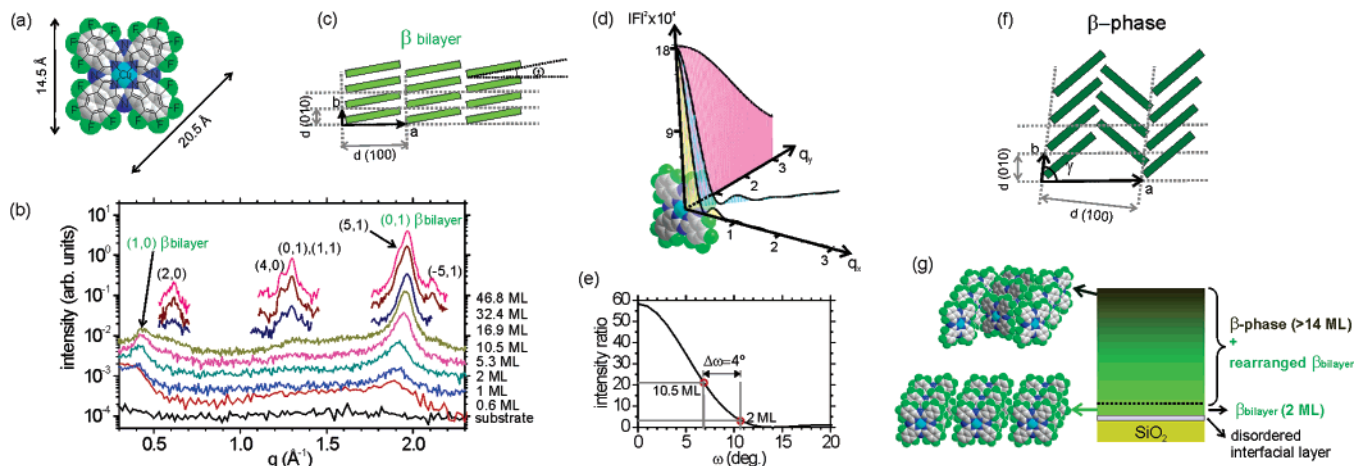 (a)
F F
F F
F F
F F
Cu
14.5 Å
20.5 Å
(c)
β bilayer
ω
b
d (010)
a
d (100)
(b)
intensity (arb. units)
10¹
10⁰
10⁻¹
10⁻²
10⁻³
10⁻⁴
(1,0) βbilayer
(2,0)
(4,0)
(0,1),(1,1)
(5,1)
(0,1) βbilayer
(-5,1)
46.8 ML
32.4 ML
16.9 ML
10.5 ML
5.3 ML
2 ML
1 ML
0.6 ML
substrate
0.5 1.0 1.5 2.0
q (Å⁻¹)
(d)
|F|²x10⁴
18
9
qy
3
2
1
1
2
3
qx
(e)
intensity ratio
60
50
40
30
20
10
0
Δω=4º
10.5 ML
2 ML
0 5 10 15 20
ω (deg.)
(f)
β-phase
b
γ
d (010)
a
d (100)
(g)
β-phase (>14 ML)
+
rearranged βbilayer
βbilayer (2 ML)
SiO₂
disordered
interfacial layer